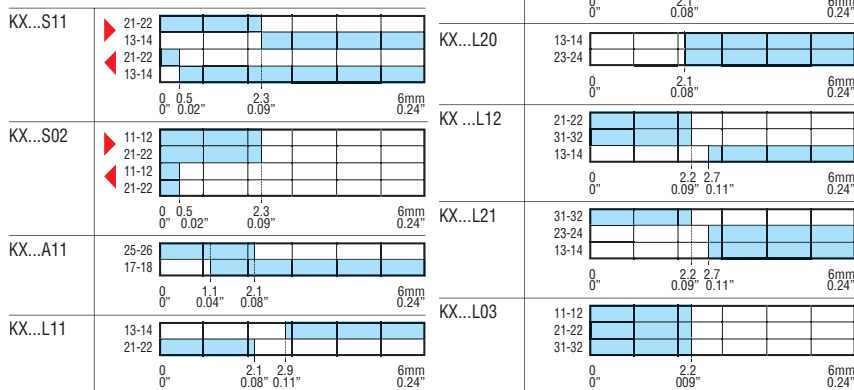 KX...S11
21-22
13-14
21-22
13-14
0 0.5 2.3 6mm
0" 0.02" 0.09" 0.24"
KX...S02
11-12
21-22
11-12
21-22
0 0.5 2.3 6mm
0" 0.02" 0.09" 0.24"
KX...A11
25-26
17-18
0 1.1 2.1 6mm
0" 0.04" 0.08" 0.24"
KX...L11
13-14
21-22
0 2.1 2.9 6mm
0" 0.08" 0.11" 0.24"
0 2.1 6mm
0" 0.08" 0.24"
KX...L20
13-14
23-24
0 2.1 6mm
0" 0.08" 0.24"
KX ...L12
21-22
31-32
13-14
0 2.2 2.7 6mm
0" 0.09" 0.11" 0.24"
KX...L21
31-32
23-24
13-14
0 2.2 2.7 6mm
0" 0.09" 0.11" 0.24"
KX...L03
11-12
21-22
31-32
0 2.2 6mm
0" 009" 0.24"